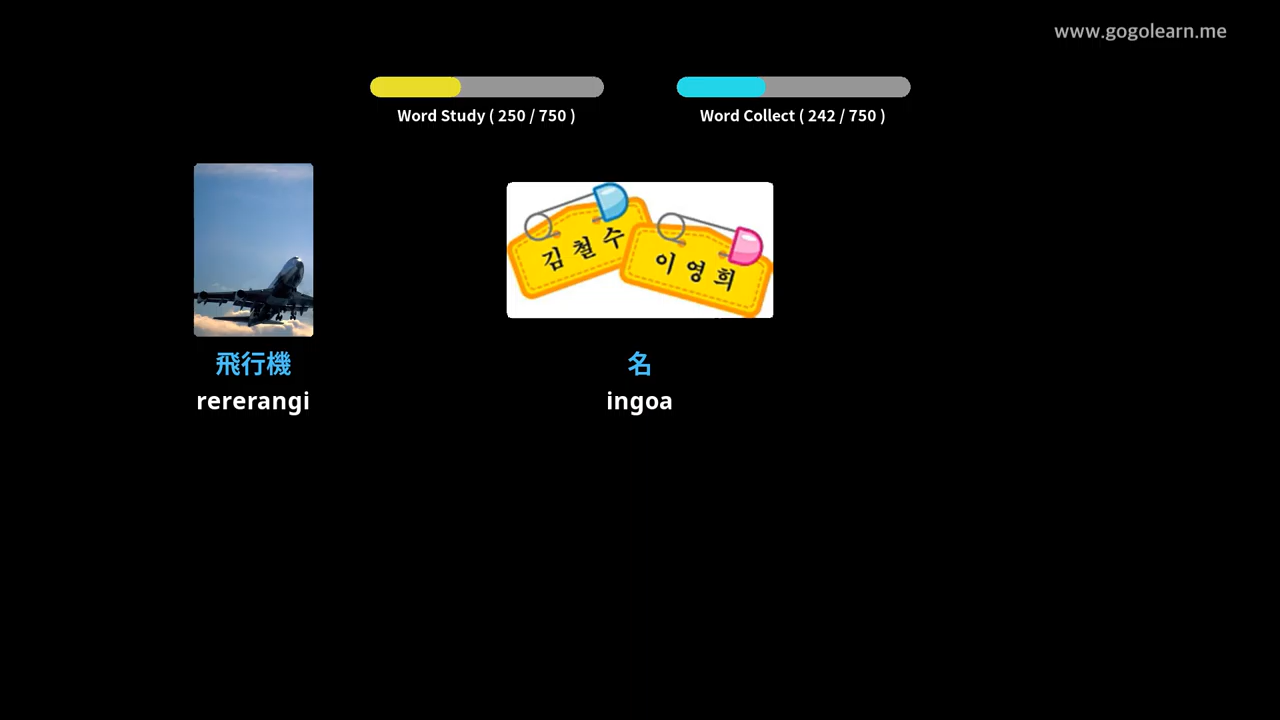 www.gogolearn.me
Word Study ( 250 / 750 )
Word Collect ( 242 / 750 )
김철수
이영희
飛行機
rererangi
名
ingoa